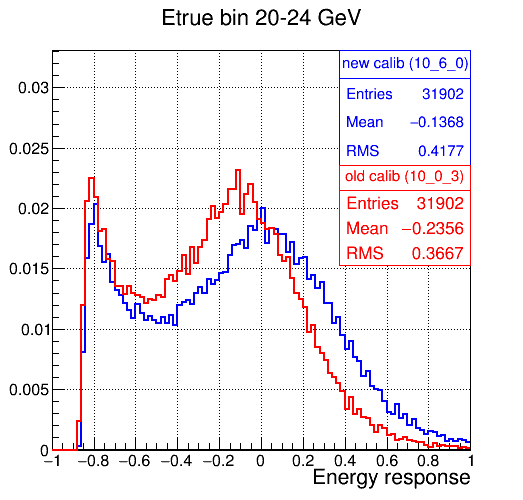 Etrue bin 20-24 GeV
new calib (10_6_0)
Entries 31902
Mean −0.1368
RMS 0.4177
old calib (10_0_3)
Entries 31902
Mean −0.2356
RMS 0.3667
0.03
0.025
0.02
0.015
0.01
0.005
0
−1 −0.8 −0.6 −0.4 −0.2 0 0.2 0.4 0.6 0.8 1
Energy response